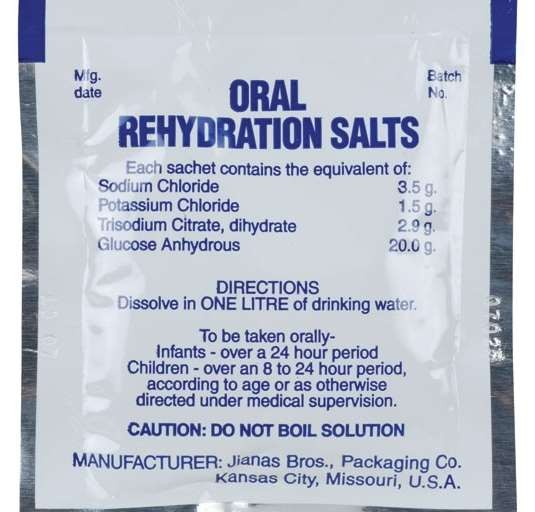 Mfg. Batch
date No.
ORAL
REHYDRATION SALTS
Each sachet contains the equivalent of:
Sodium Chloride 3.5 g.
Potassium Chloride 1.5 g.
Trisodium Citrate, dihydrate 2.9 g.
Glucose Anhydrous 20.0 g.
DIRECTIONS
Dissolve in ONE LITRE of drinking water.
To be taken orally-
Infants - over a 24 hour period
Children - over an 8 to 24 hour period,
according to age or as otherwise
directed under medical supervision.
CAUTION: DO NOT BOIL SOLUTION
MANUFACTURER: Jianas Bros., Packaging Co.
Kansas City, Missouri, U.S.A.